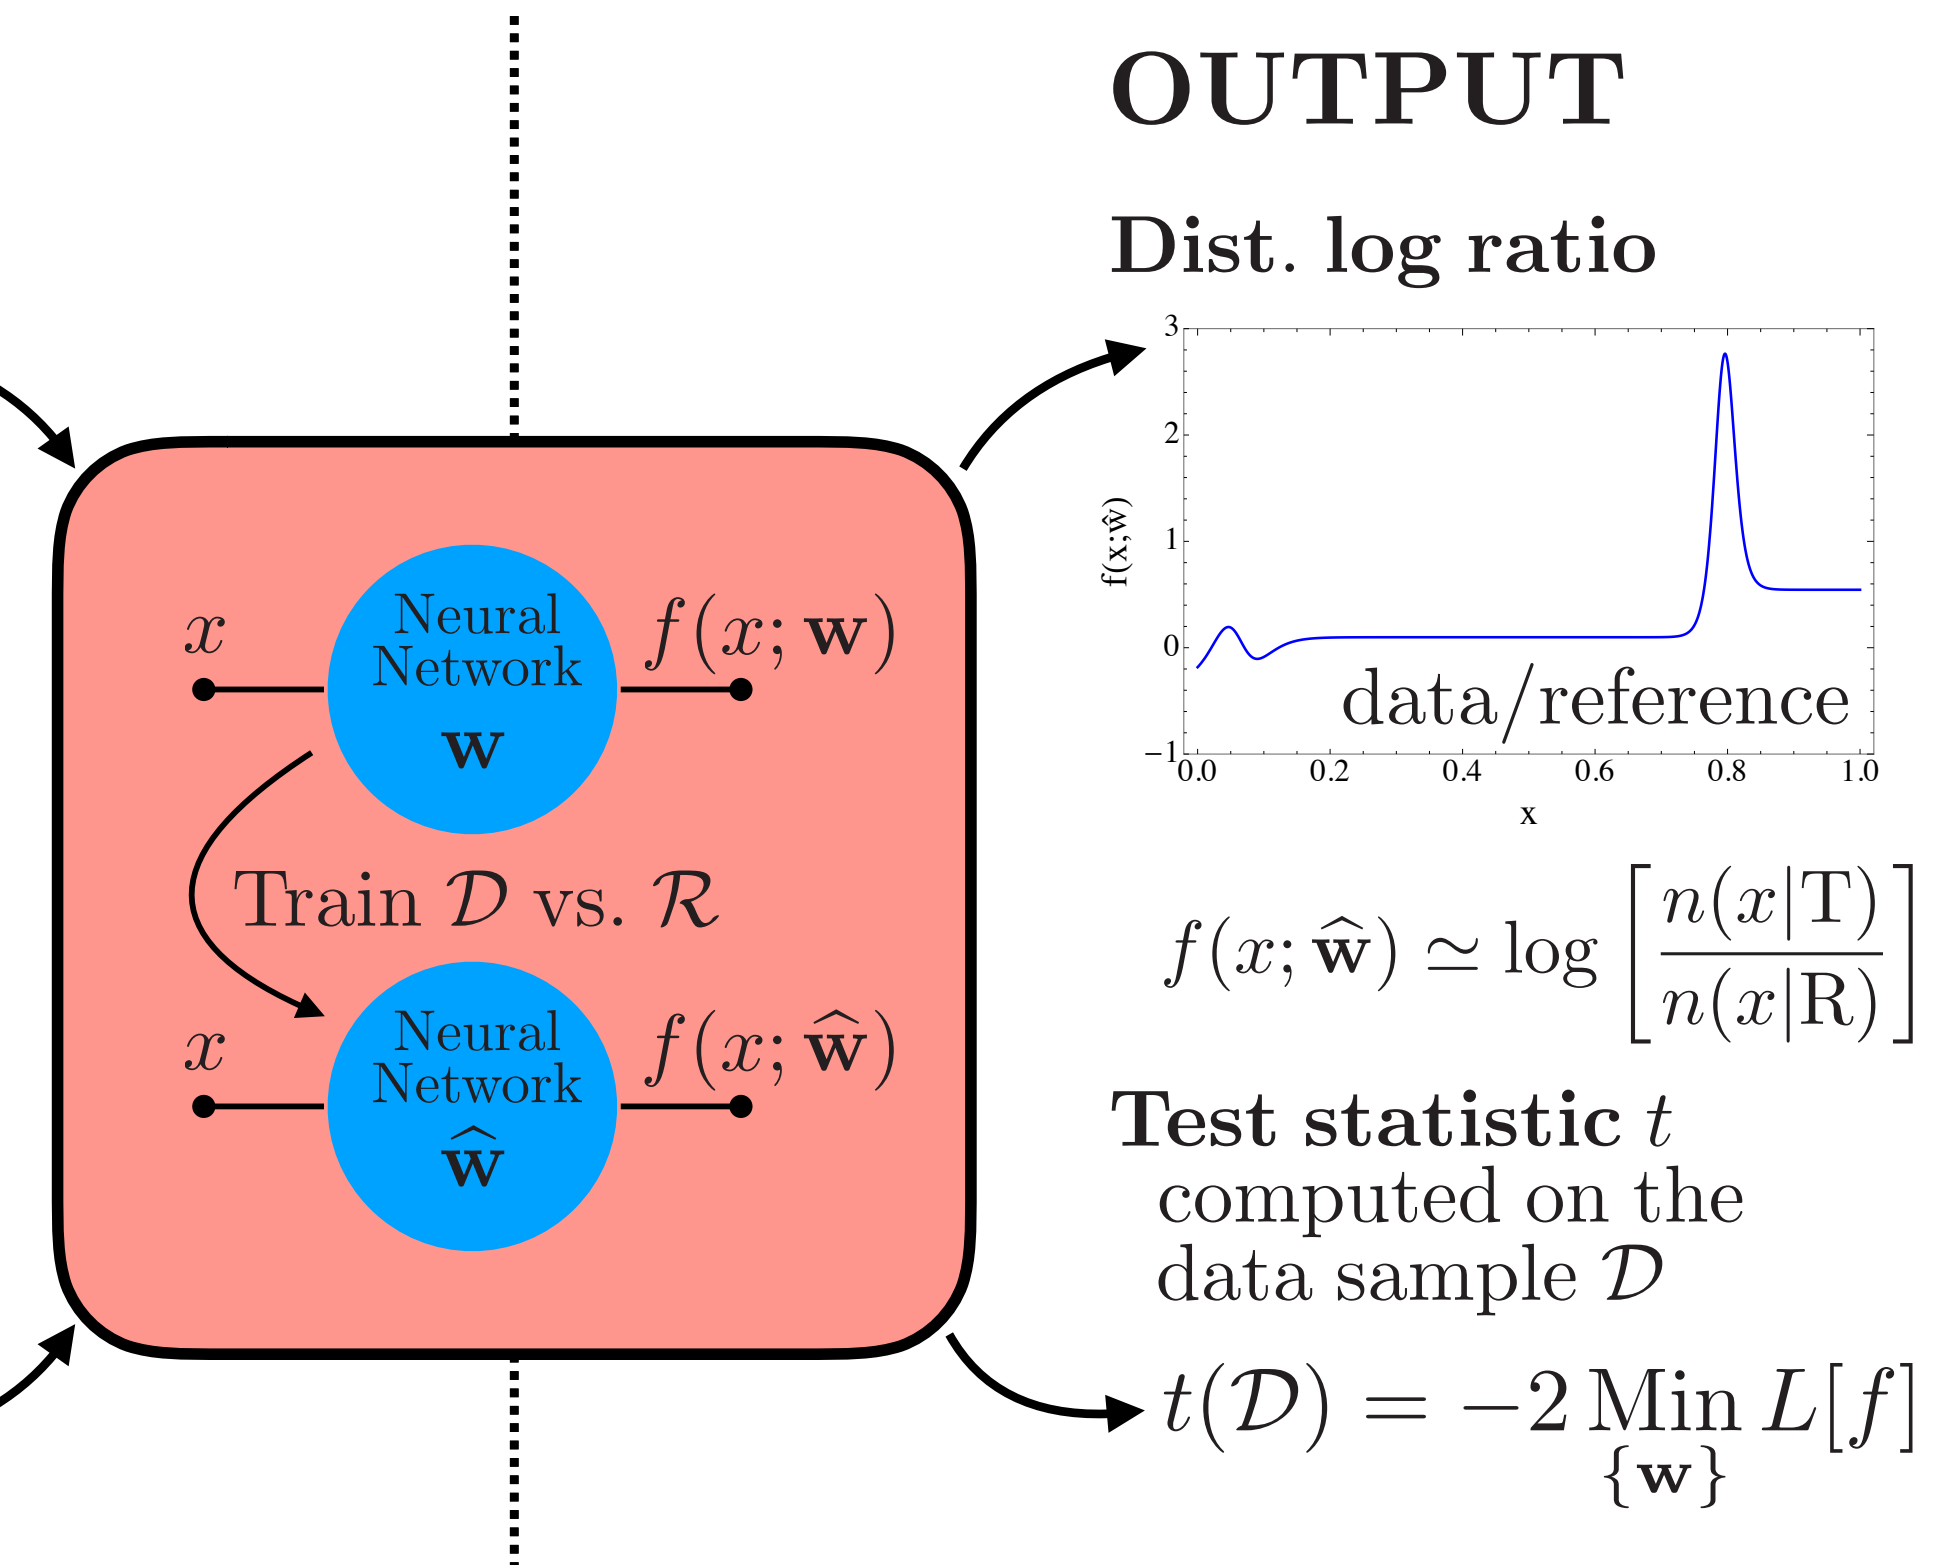 OUTPUT
Dist. log ratio
3
2
1
0
−1
f(x;ŵ)
0.0 0.2 0.4 0.6 0.8 1.0
x
data/reference
f(x; ŵ) ≃ log [ n(x|T) / n(x|R) ]
Test statistic t
computed on the
data sample 𝒟
t(𝒟) = −2 Min L[f]
{w}
x
Neural
Network
w
f(x; w)
Train 𝒟 vs. ℛ
x
Neural
Network
ŵ
f(x; ŵ)